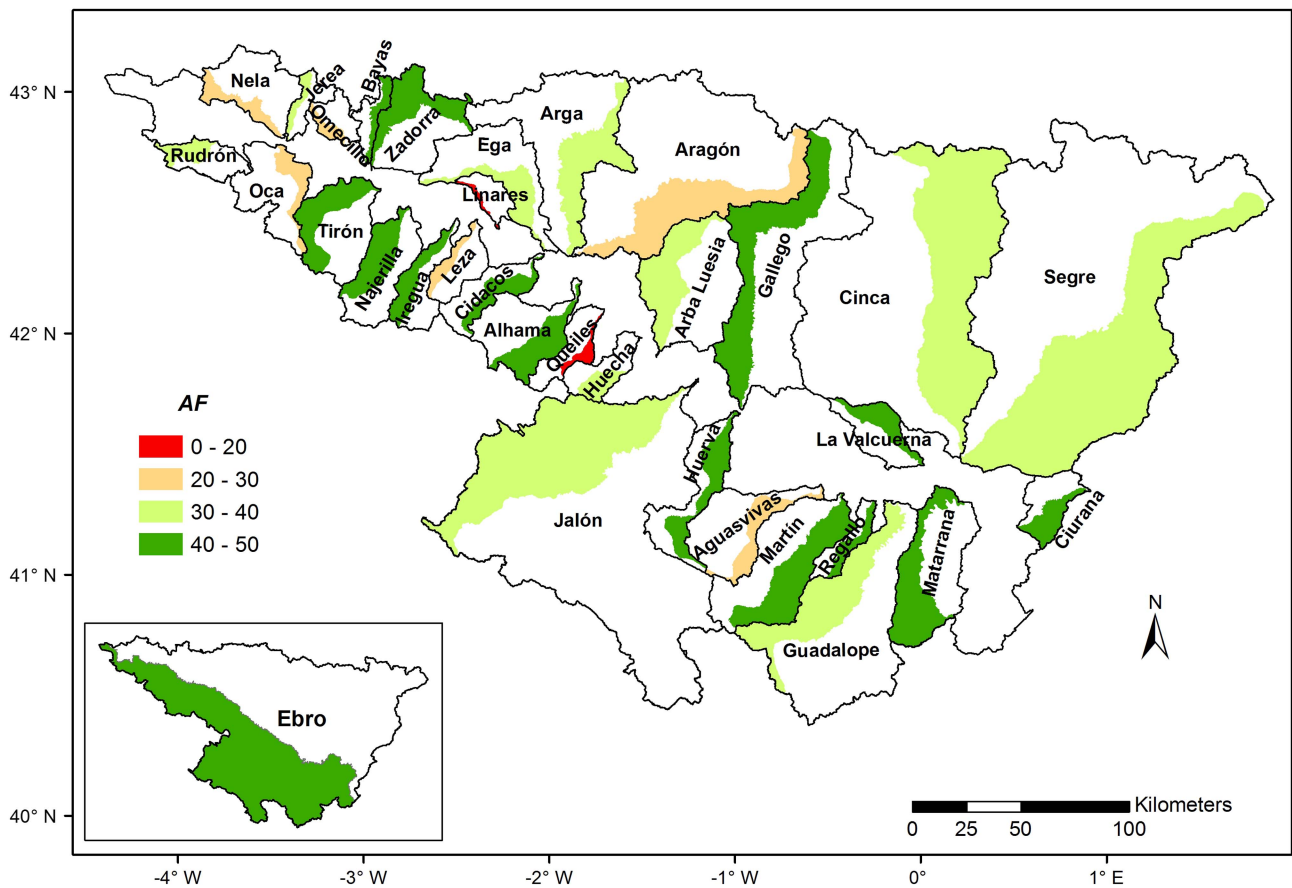 43° N
42° N
41° N
40° N
Nela
Jerea
Bayas
Omecillo
Zadorra
Arga
Aragón
Rudrón
Ega
Oca
Linares
Tirón
Najerilla
Iregua
Leza
Cidacos
Arba Luesia
Gallego
Cinca
Segre
Alhama
Queiles
Huecha
AF
0 - 20
20 - 30
30 - 40
40 - 50
Huerva
La Valcuerna
Jalón
Aguasvivas
Martín
Regallo
Matarrana
Ciurana
Guadalope
N
Ebro
Kilometers
0 25 50 100
-4° W -3° W -2° W -1° W 0° 1° E